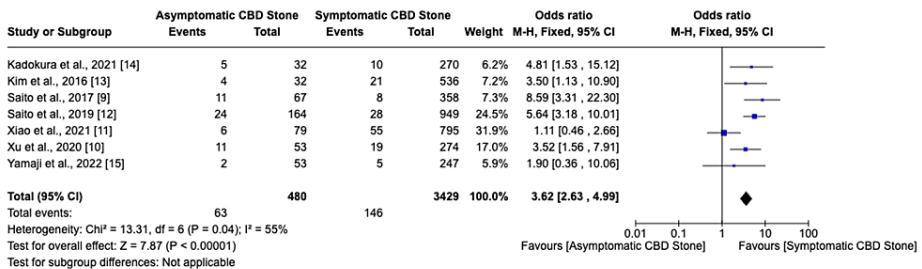 Asymptomatic CBD Stone Symptomatic CBD Stone Odds ratio Odds ratio
Study or Subgroup Events Total Events Total Weight M-H, Fixed, 95% CI M-H, Fixed, 95% CI
Kadokura et al., 2021 [14] 5 32 10 270 6.2% 4.81 [1.53, 15.12]
Kim et al., 2016 [13] 4 32 21 536 6.3% 3.50 [1.13, 10.90]
Saito et al., 2017 [9] 11 67 8 358 7.3% 8.59 [3.31, 22.30]
Saito et al., 2019 [12] 24 164 28 949 24.5% 5.64 [3.18, 10.01]
Xiao et al., 2021 [11] 6 79 55 795 31.9% 1.11 [0.46, 2.66]
Xu et al., 2020 [10] 11 53 19 274 17.0% 3.52 [1.56, 7.91]
Yamaji et al., 2022 [15] 2 53 5 247 5.9% 1.90 [0.36, 10.06]
Total (95% CI) 480 3429 100.0% 3.62 [2.63, 4.99]
Total events: 63 146
Heterogeneity: Chi² = 13.31, df = 6 (P = 0.04); I² = 55%
Test for overall effect: Z = 7.87 (P < 0.00001)
Test for subgroup differences: Not applicable
0.01 0.1 1 10 100
Favours [Asymptomatic CBD Stone] Favours [Symptomatic CBD Stone]